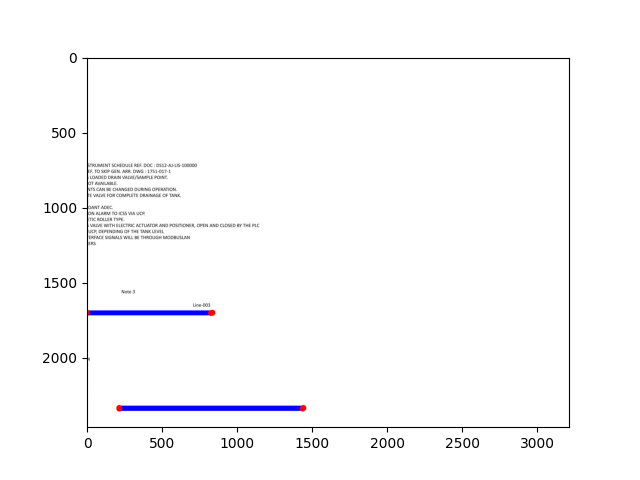 0
500
STRUMENT SCHEDULE REF. DOC : DS12-AJ-LIS-100000
EF. TO SKIP GEN. ARR. DWG : 1751-017-1
LOADED DRAIN VALVE/SAMPLE POINT.
OT AVAILABLE.
NTS CAN BE CHANGED DURING OPERATION.
TE VALVE FOR COMPLETE DRAINAGE OF TANK.
DANT ADEC.
1000
ON ALARM TO ICSS VIA UCP.
TIC ROLLER TYPE.
VALVE WITH ELECTRIC ACTUATOR AND POSITIONER, OPEN AND CLOSED BY THE PLC
UCP, DEPENDING OF THE TANK LEVEL
ERFACE SIGNALS WILL BE THROUGH MODBUSLAN
ERS
1500
Note 3
Line-003
2000
0 500 1000 1500 2000 2500 3000